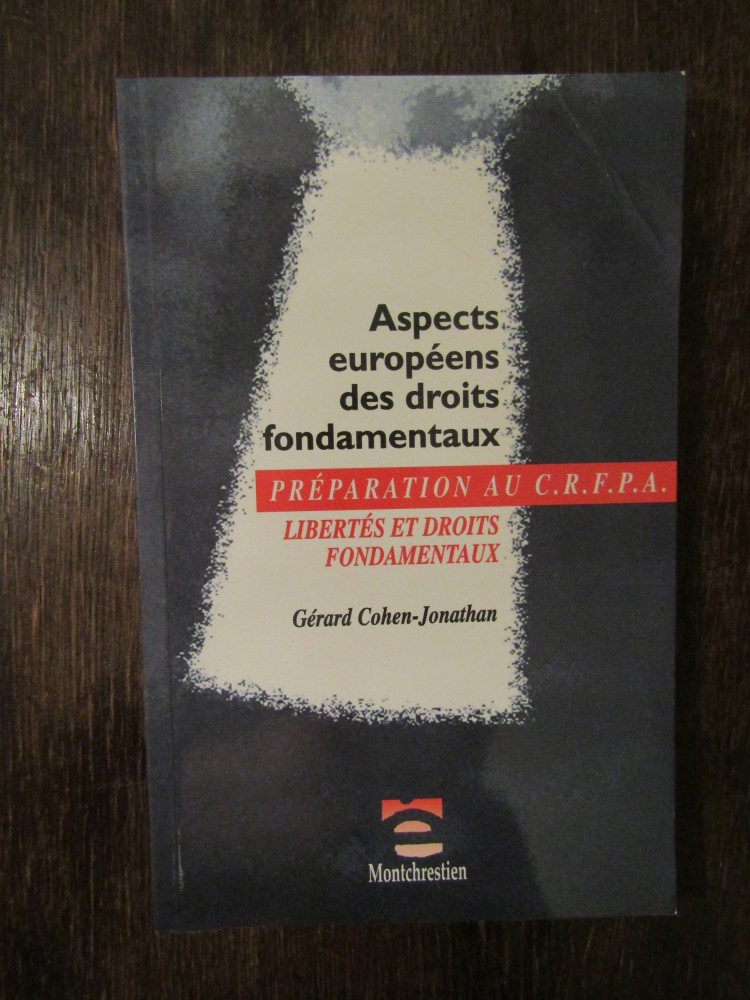 Aspects
européens
des droits
fondamentaux
PRÉPARATION AU C.R.F.P.A.
LIBERTÉS ET DROITS
FONDAMENTAUX
Gérard Cohen-Jonathan
Montchrestien